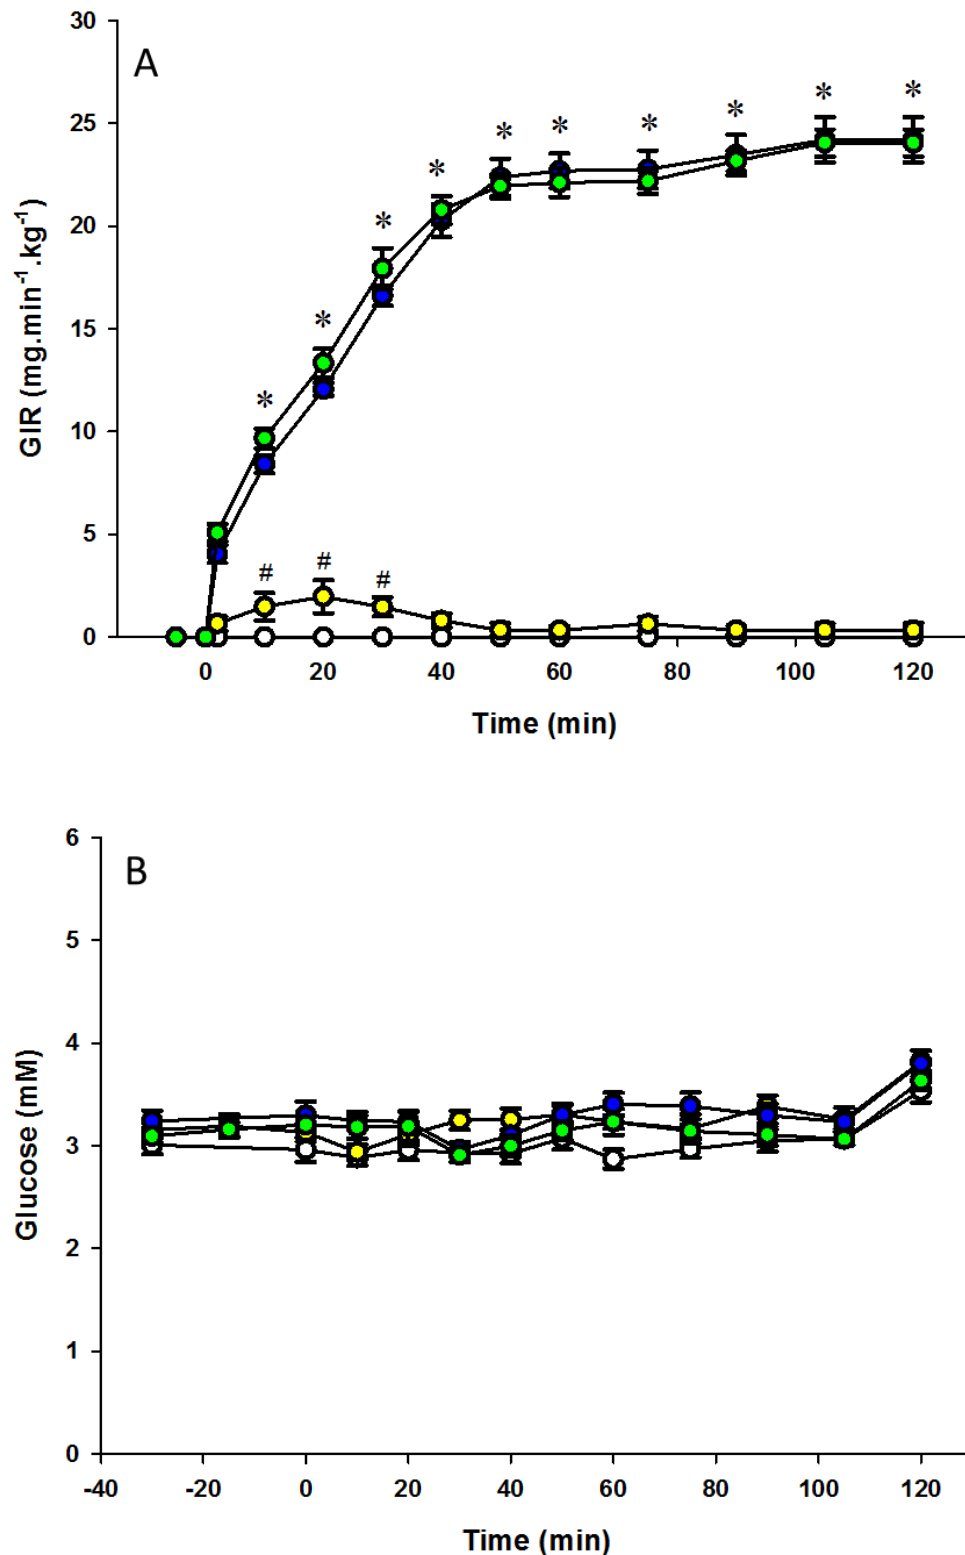 A
30
25
20
15
10
5
0
GIR (mg.min⁻¹.kg⁻¹)
* * * * * * * * * *
# # #
0 20 40 60 80 100 120
Time (min)
B
6
5
4
3
2
1
0
Glucose (mM)
-40 -20 0 20 40 60 80 100 120
Time (min)